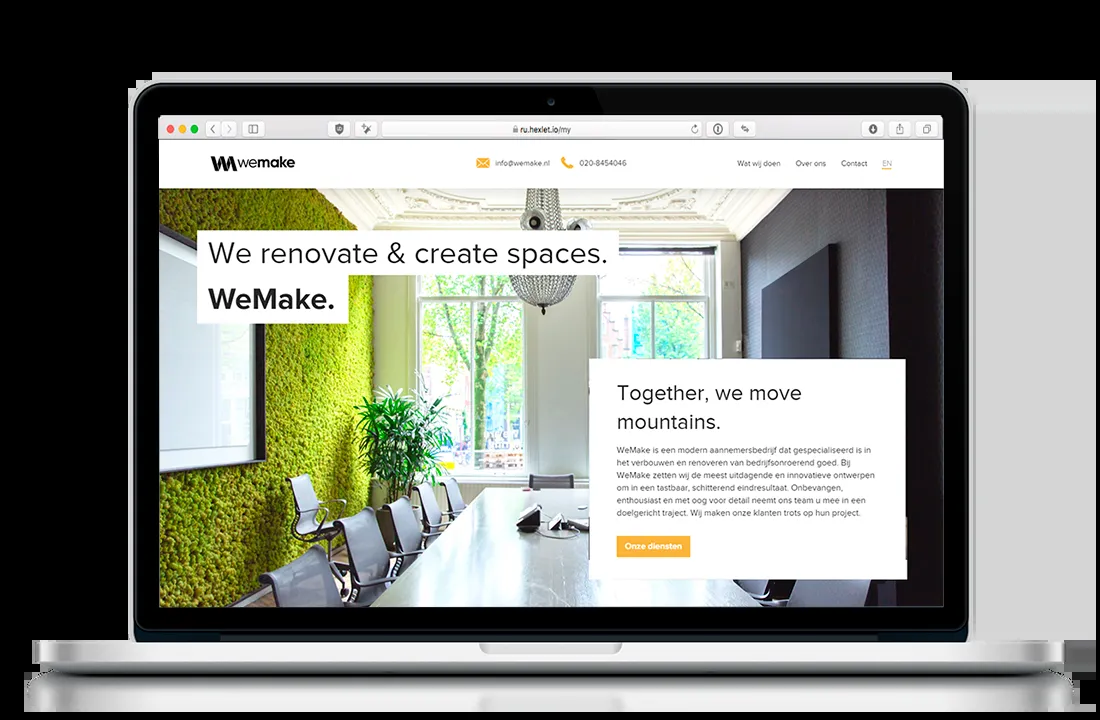 ru.hexlet.io/my
wemake
info@wemake.nl
020-8454046
Wat wij doen
Over ons
Contact
EN
We renovate & create spaces.
WeMake.
Together, we move
mountains.
WeMake is een modern aannemersbedrijf dat gespecialiseerd is in
het verbouwen en renoveren van bedrijfsonroerend goed. Bij
WeMake zetten wij de meest uitdagende en innovatieve ontwerpen
om in een tastbaar, schitterend eindresultaat. Onbevangen,
enthousiast en met oog voor detail neemt ons team u mee in een
doelgericht traject. Wij maken onze klanten trots op hun project.
Onze diensten